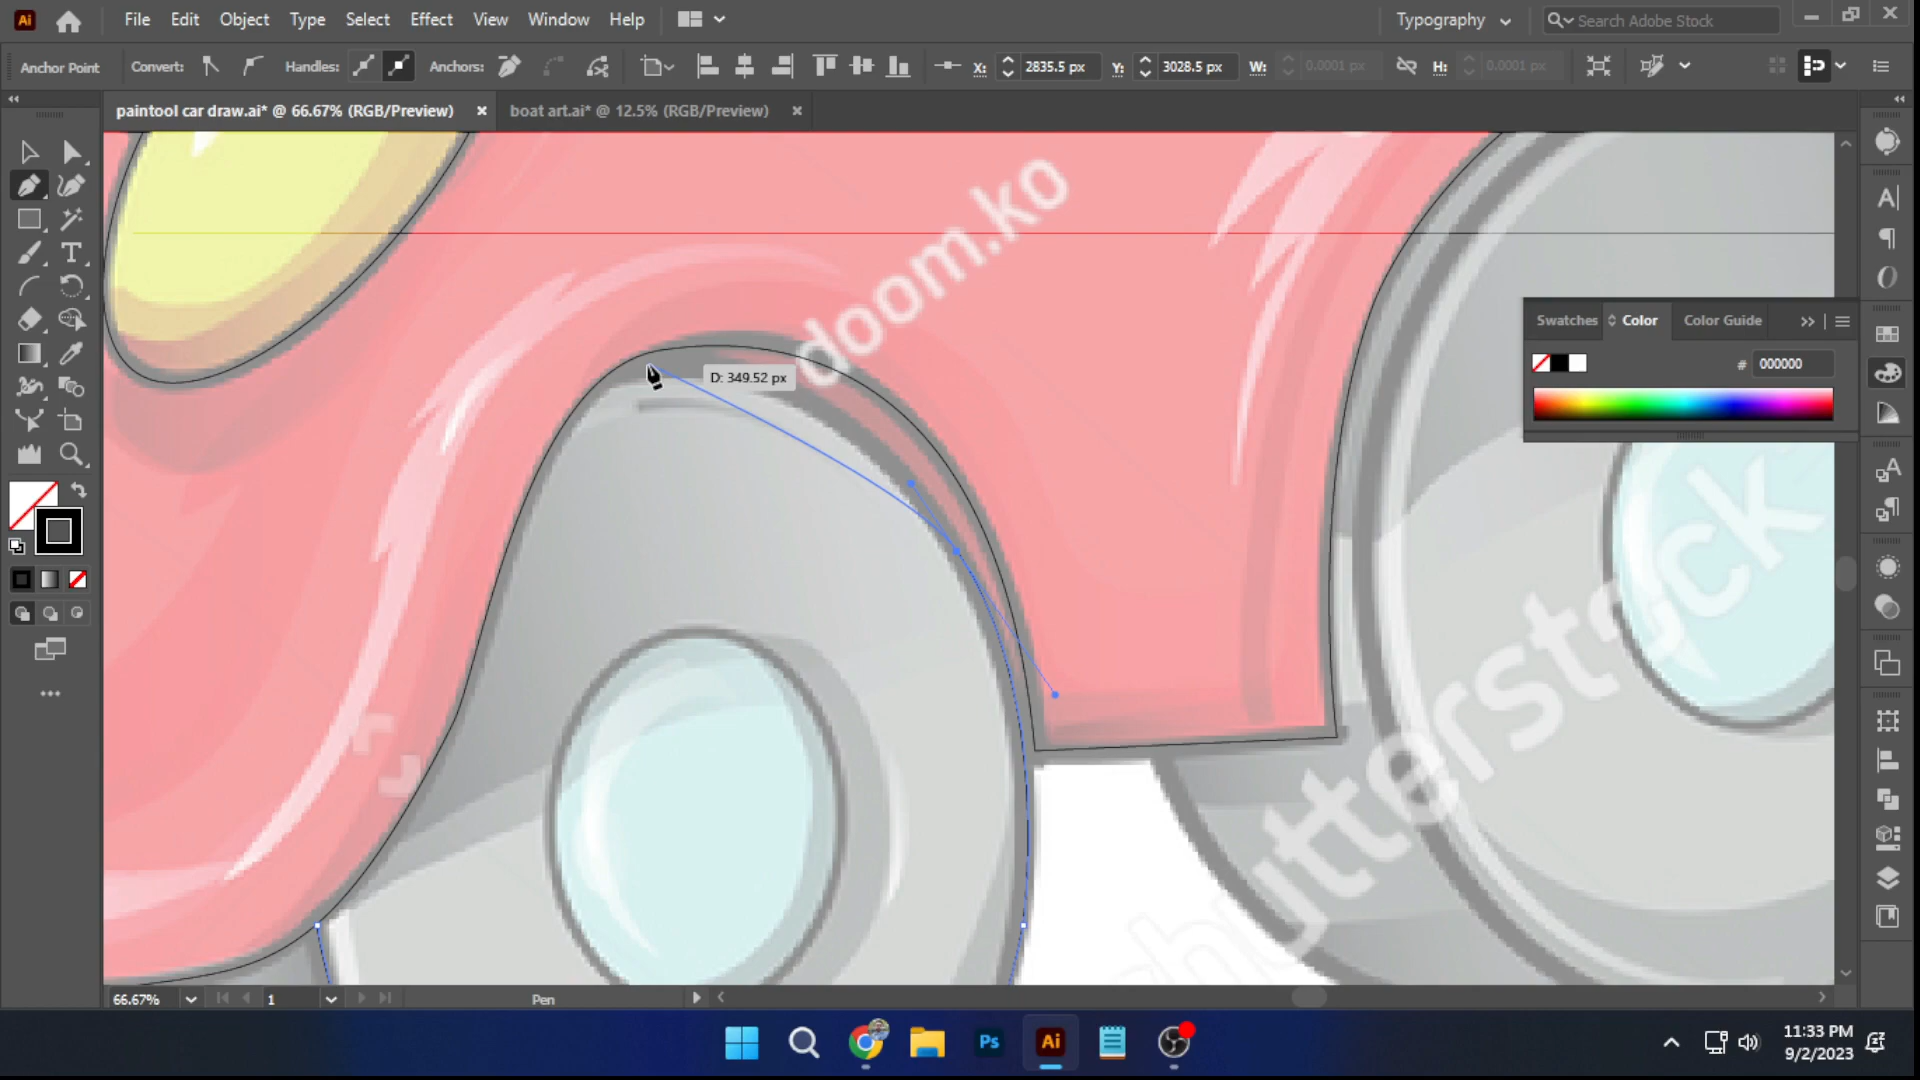 Ai
File Edit Object Type Select Effect View Window Help
Typography
Search Adobe Stock
Anchor Point
Convert:
Handles:
Anchors:
X: 2835.5 px
Y: 3028.5 px
W: 0.0001 px
H: 0.0001 px
paintool car draw.ai* @ 66.67% (RGB/Preview)
boat art.ai* @ 12.5% (RGB/Preview)
doom.ko
D: 349.52 px
Swatches
Color
Color Guide
# 000000
shutterstock
66.67%
1
Pen
Ps
Ai
11:33 PM
9/2/2023